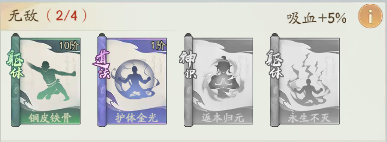 无敌（2/4）
吸血+5%
i
躯体
10阶
钢皮铁骨
道法
1阶
护体金光
神识
返本归元
躯体
永生不灭